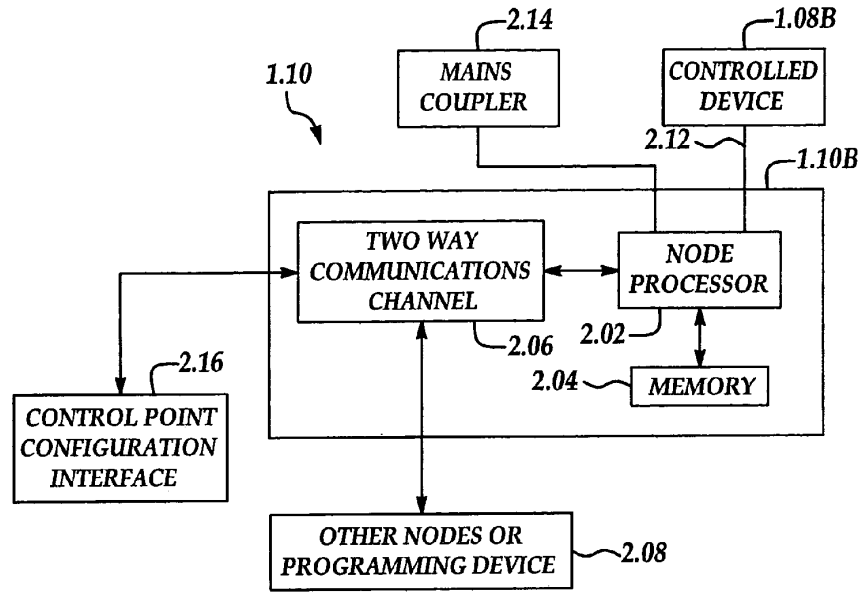 2.14
1.08B
1.10
MAINS
COUPLER
CONTROLLED
DEVICE
2.12
1.10B
TWO WAY
COMMUNICATIONS
CHANNEL
NODE
PROCESSOR
2.06
2.02
2.16
2.04
MEMORY
CONTROL POINT
CONFIGURATION
INTERFACE
OTHER NODES OR
PROGRAMMING DEVICE
2.08